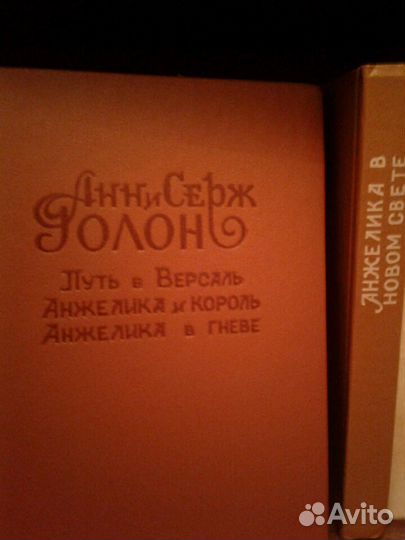 Анн и Серж
Голон
Путь в Версаль
Анжелика и король
Анжелика в гневе
Анжелика в
Новом Свете
Avito